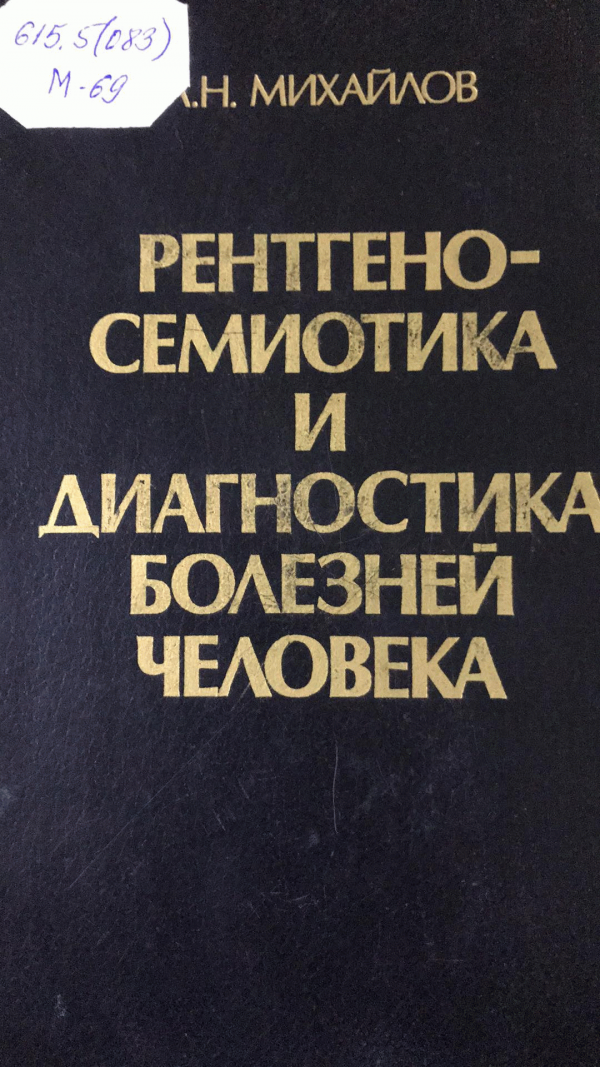 615.5(083)
М-69
.Н. МИХАЙЛОВ
РЕНТГЕНО-
СЕМИОТИКА
И
ДИАГНОСТИКА
БОЛЕЗНЕЙ
ЧЕЛОВЕКА